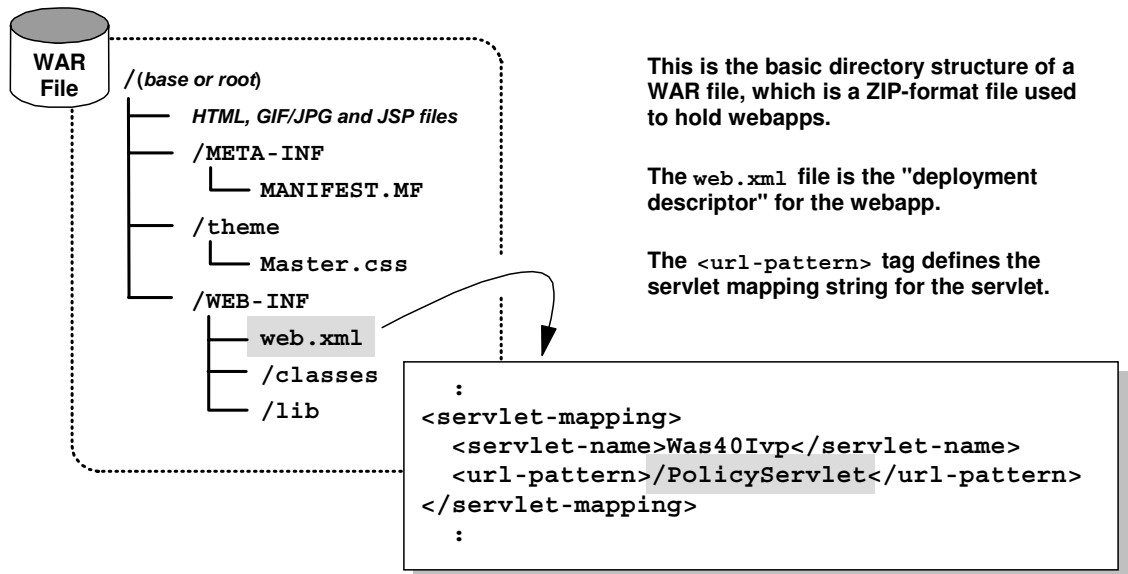 WAR
File
/(base or root)
HTML, GIF/JPG and JSP files
/META-INF
MANIFEST.MF
/theme
Master.css
/WEB-INF
web.xml
/classes
/lib
This is the basic directory structure of a
WAR file, which is a ZIP-format file used
to hold webapps.
The web.xml file is the "deployment
descriptor" for the webapp.
The <url-pattern> tag defines the
servlet mapping string for the servlet.
:
<servlet-mapping>
<servlet-name>Was40Ivp</servlet-name>
<url-pattern>/PolicyServlet</url-pattern>
</servlet-mapping>
: